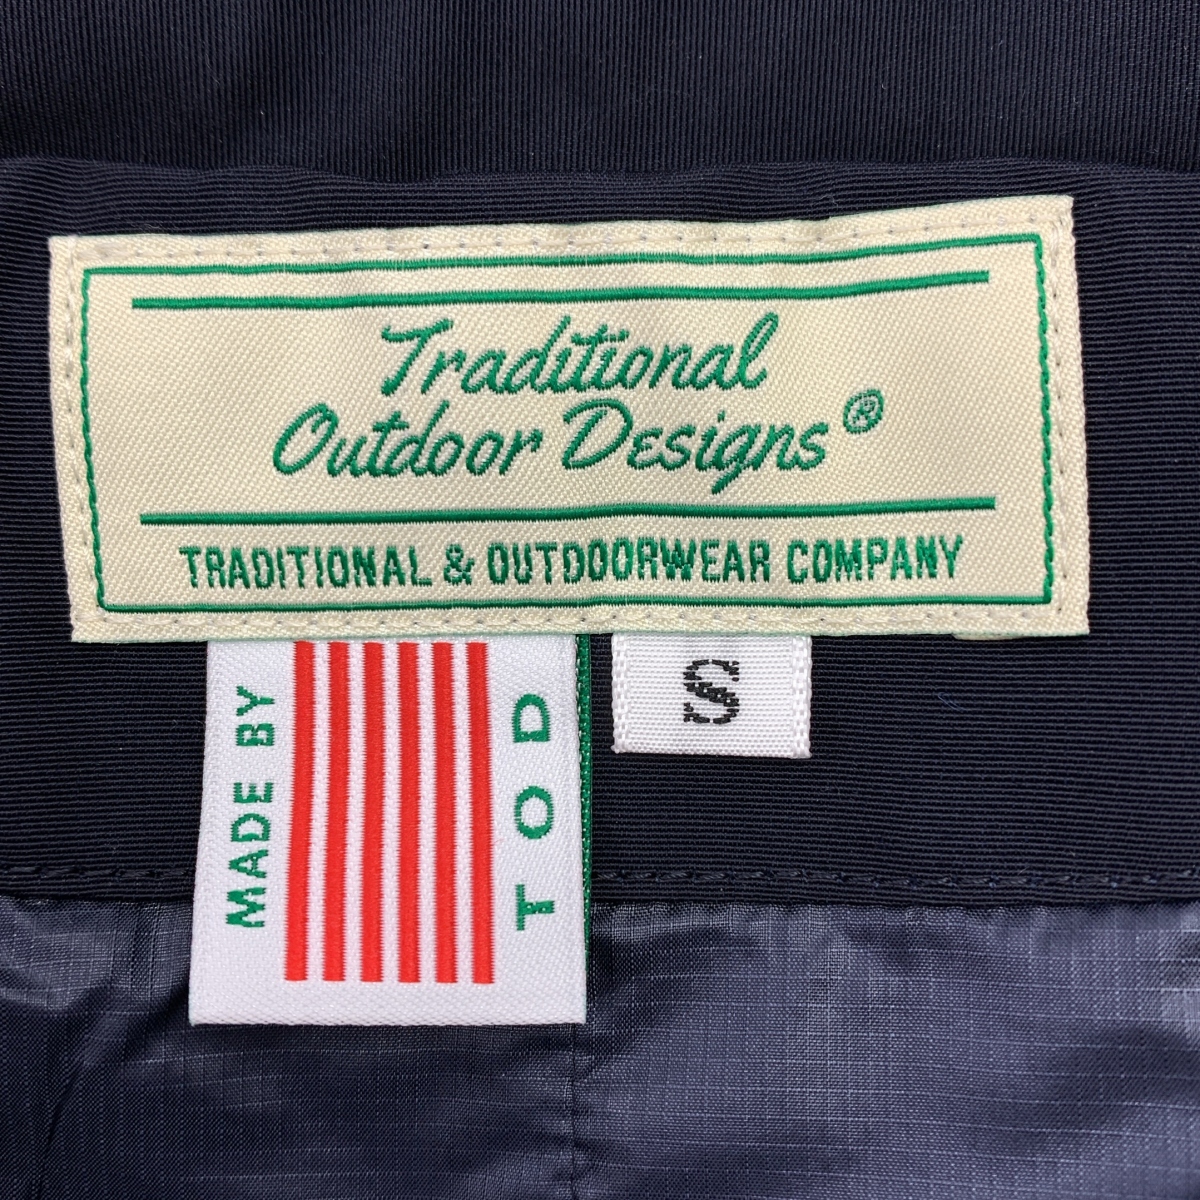 Traditional
Outdoor Designs®
TRADITIONAL & OUTDOORWEAR COMPANY
MADE BY
TOD
S